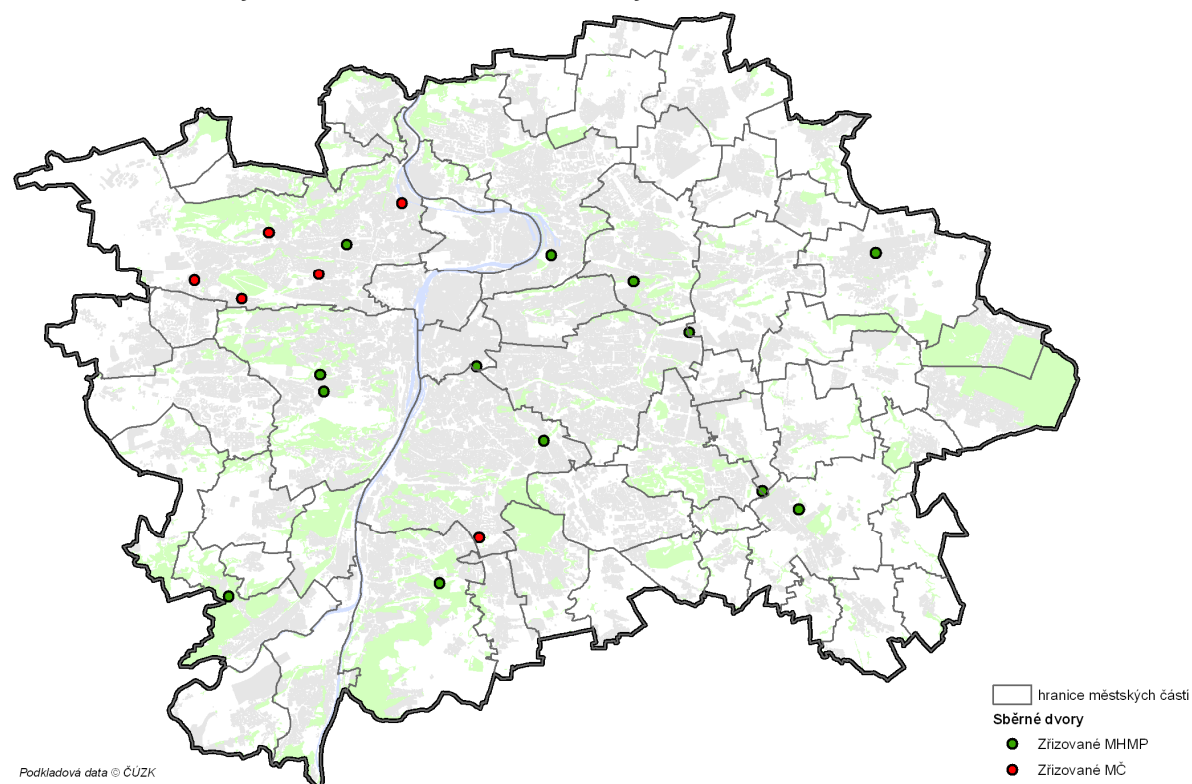 hranice městských částí
Sběrné dvory
Zřizované MHMP
Zřizované MČ
Podkladová data © ČÚZK